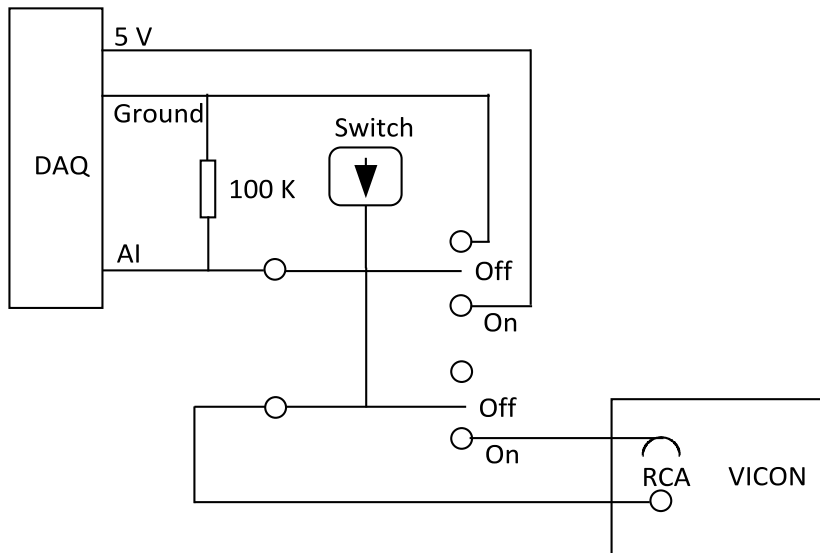 5 V
Ground
Switch
DAQ
100 K
AI
Off
On
Off
On
RCA
VICON